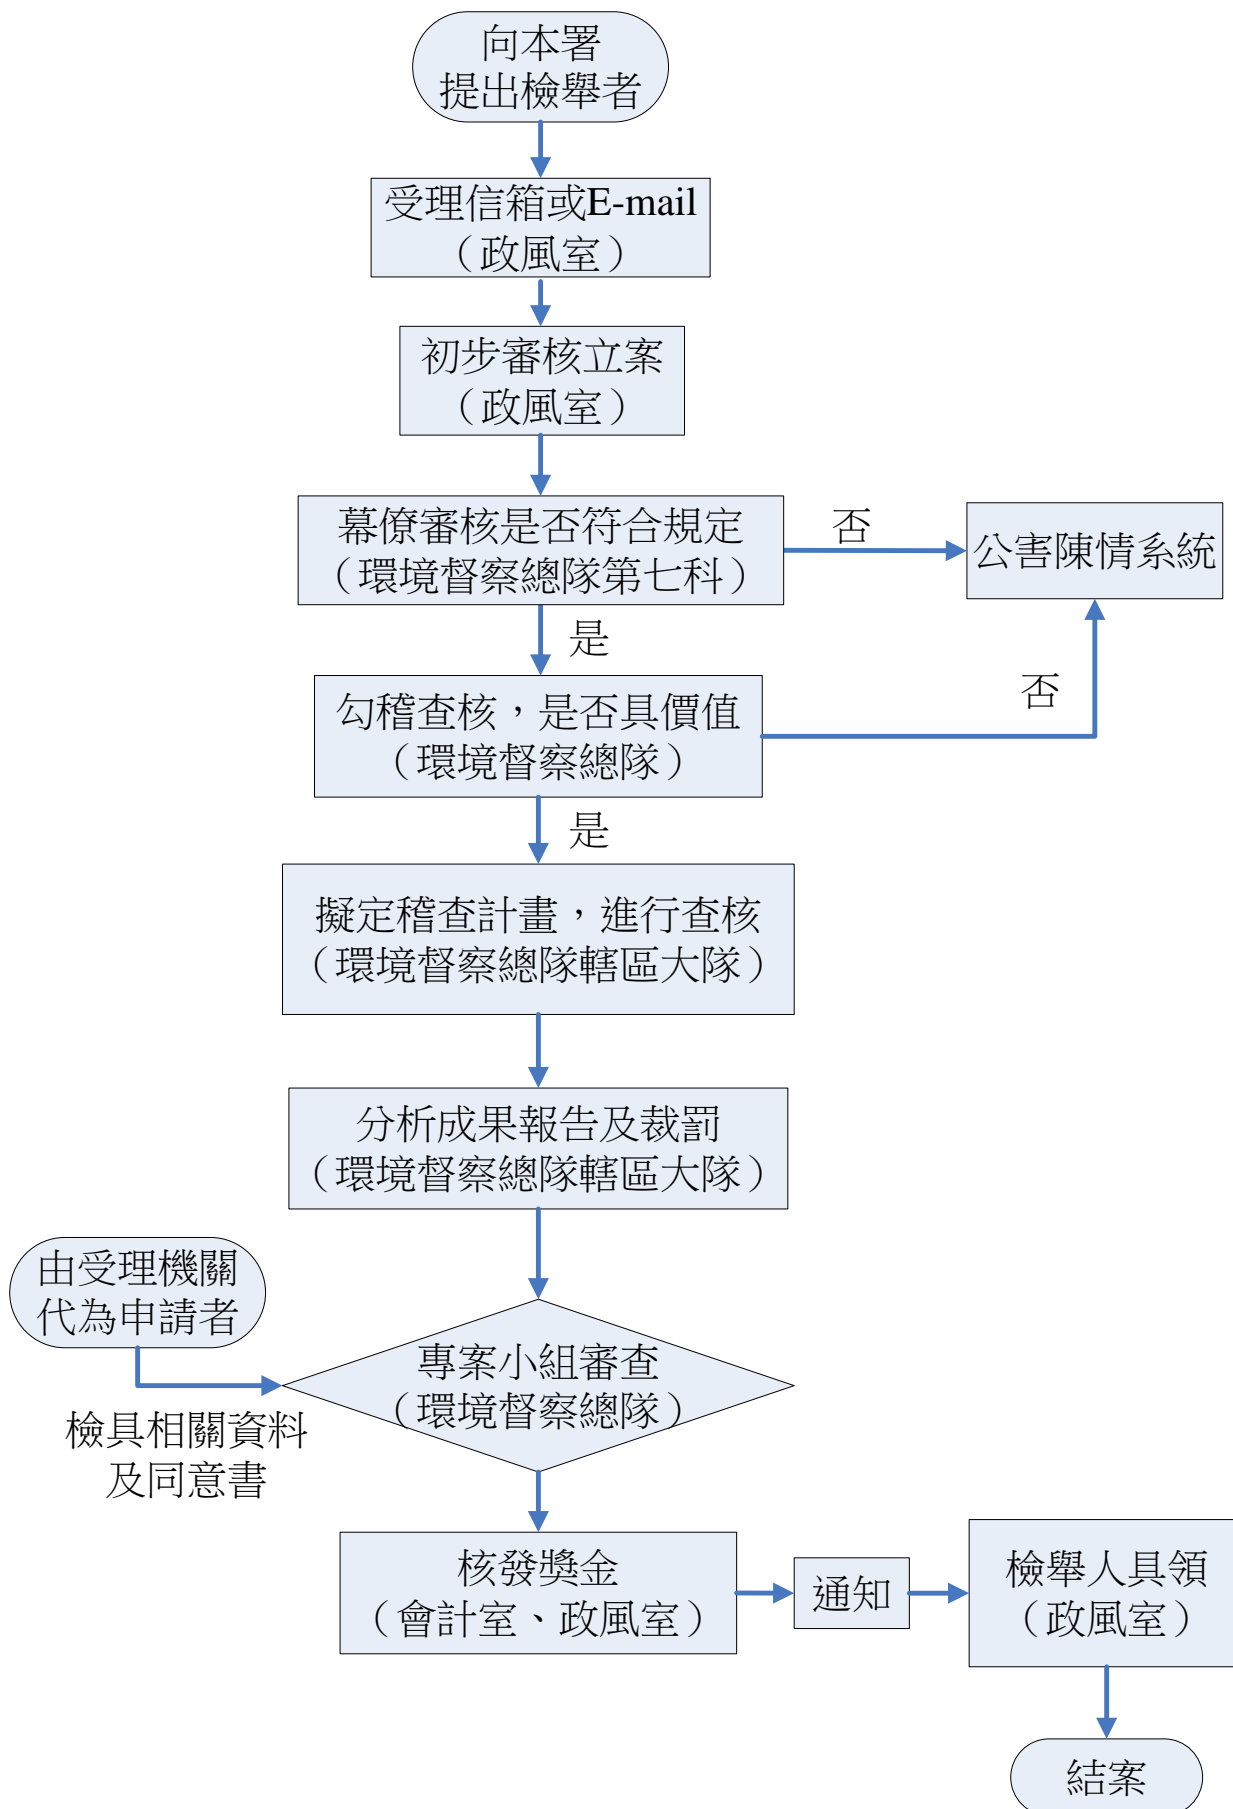 向本署
提出檢舉者
受理信箱或E-mail
（政風室）
初步審核立案
（政風室）
幕僚審核是否符合規定
（環境督察總隊第七科）
否
公害陳情系統
是
勾稽查核，是否具價值
（環境督察總隊）
否
是
擬定稽查計畫，進行查核
（環境督察總隊轄區大隊）
分析成果報告及裁罰
（環境督察總隊轄區大隊）
由受理機關
代為申請者
檢具相關資料
及同意書
專案小組審查
（環境督察總隊）
核發獎金
（會計室、政風室）
通知
檢舉人具領
（政風室）
結案